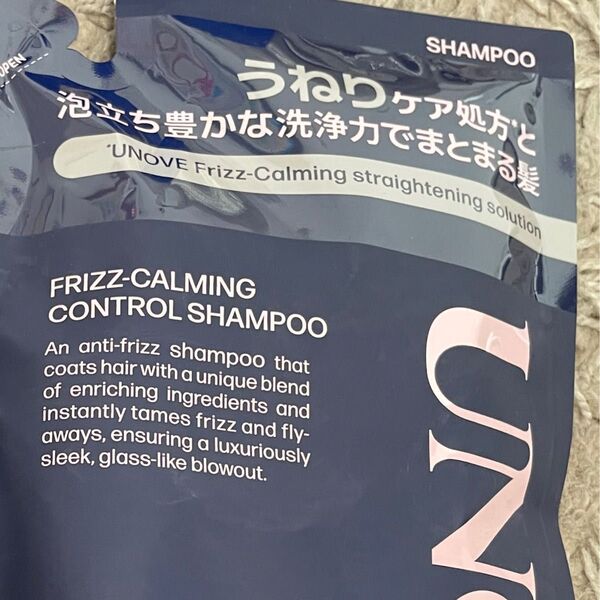 OPEN
SHAMPOO
うねりケア処方*と
泡立ち豊かな洗浄力でまとまる髪
*UNOVE Frizz-Calming straightening solution
FRIZZ-CALMING
CONTROL SHAMPOO
An anti-frizz shampoo that
coats hair with a unique blend
of enriching ingredients and
instantly tames frizz and fly-
aways, ensuring a luxuriously
sleek, glass-like blowout.
UNO